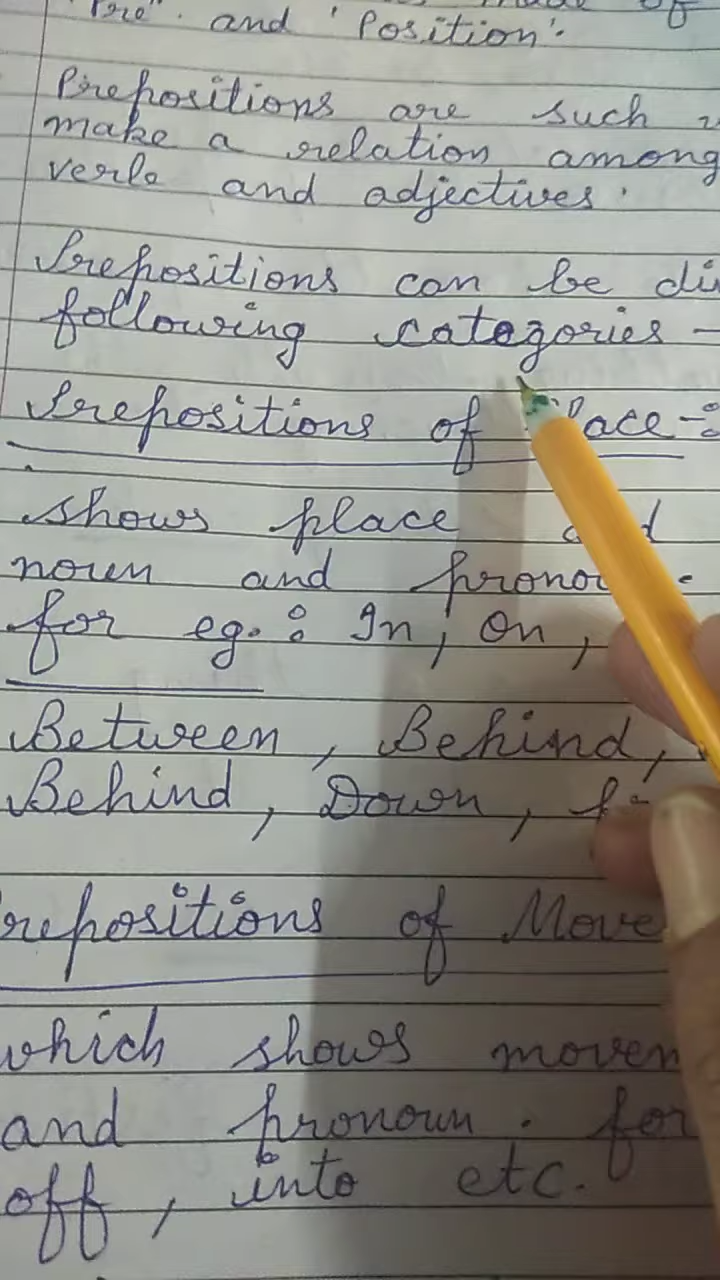 'Pre' and 'Position'.
Prepositions are such
make a relation among
verb and adjectives.
Prepositions can be
following categories -
Prepositions of Place -:
shows place
noun and
for eg. : In, On,
Between, Behind,
Behind, Down,
repositions of
which shows
and pronoun. for
off, into etc.